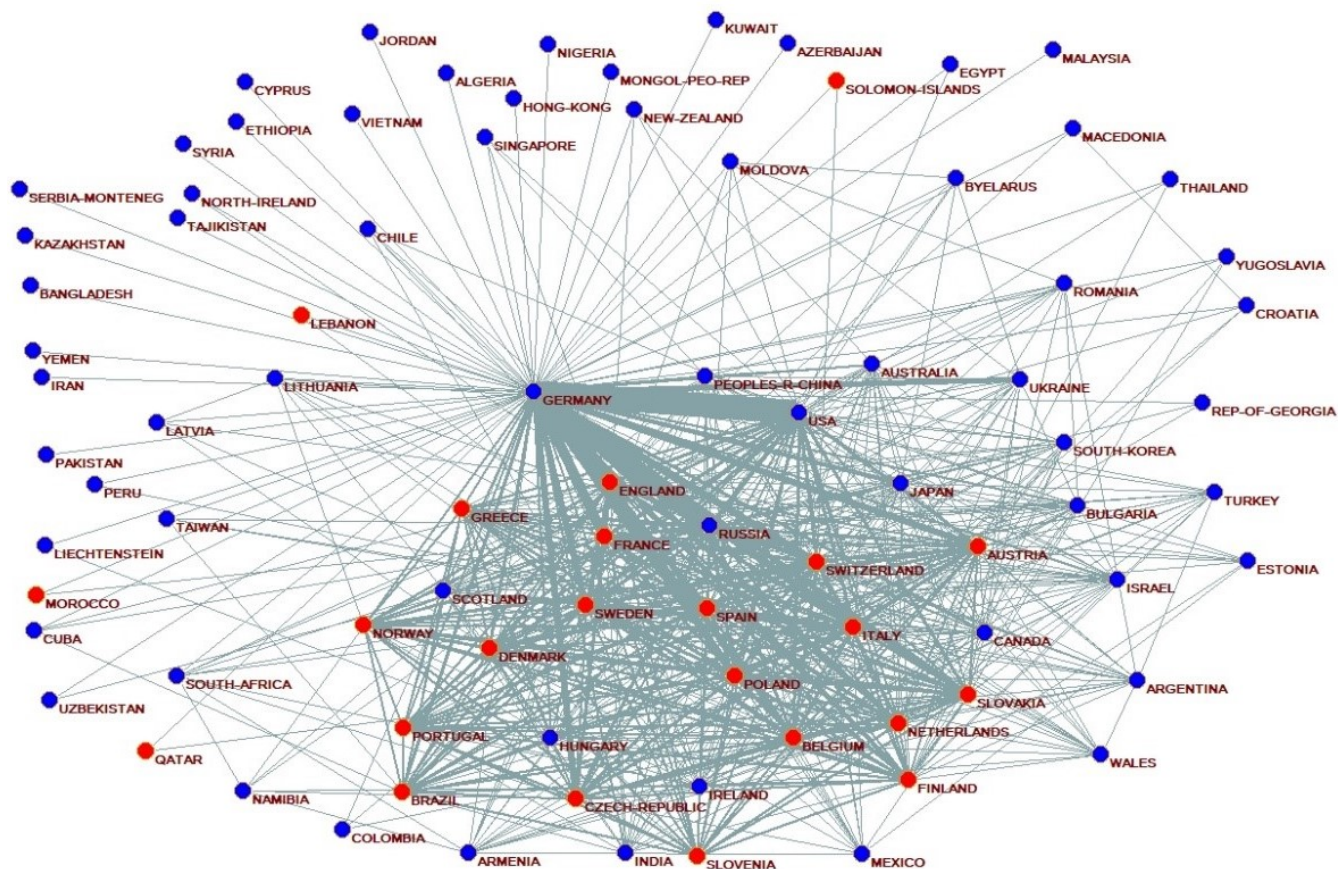 KUWAIT
JORDAN
NIGERIA
AZERBAIJAN
MALAYSIA
EGYPT
ALGERIA
MONGOL-PEO-REP
SOLOMON-ISLANDS
CYPRUS
HONG-KONG
NEW-ZEALAND
VIETNAM
ETHIOPIA
MACEDONIA
SINGAPORE
SYRIA
MOLDOVA
BYELARUS
THAILAND
SERBIA-MONTENEG
NORTH-IRELAND
TAJIKISTAN
CHILE
KAZAKHSTAN
YUGOSLAVIA
BANGLADESH
ROMANIA
CROATIA
LEBANON
YEMEN
IRAN
LITHUANIA
GERMANY
PEOPLES-R-CHINA
AUSTRALIA
UKRAINE
REP-OF-GEORGIA
USA
LATVIA
SOUTH-KOREA
PAKISTAN
PERU
ENGLAND
JAPAN
TURKEY
GREECE
BULGARIA
TAIWAN
RUSSIA
FRANCE
LIECHTENSTEIN
AUSTRIA
SWITZERLAND
ESTONIA
ISRAEL
MOROCCO
SCOTLAND
SWEDEN
SPAIN
CUBA
NORWAY
ITALY
CANADA
DENMARK
SOUTH-AFRICA
POLAND
ARGENTINA
SLOVAKIA
UZBEKISTAN
PORTUGAL
NETHERLANDS
HUNGARY
BELGIUM
QATAR
WALES
FINLAND
NAMIBIA
BRAZIL
CZECH-REPUBLIC
IRELAND
COLOMBIA
ARMENIA
INDIA
SLOVENIA
MEXICO